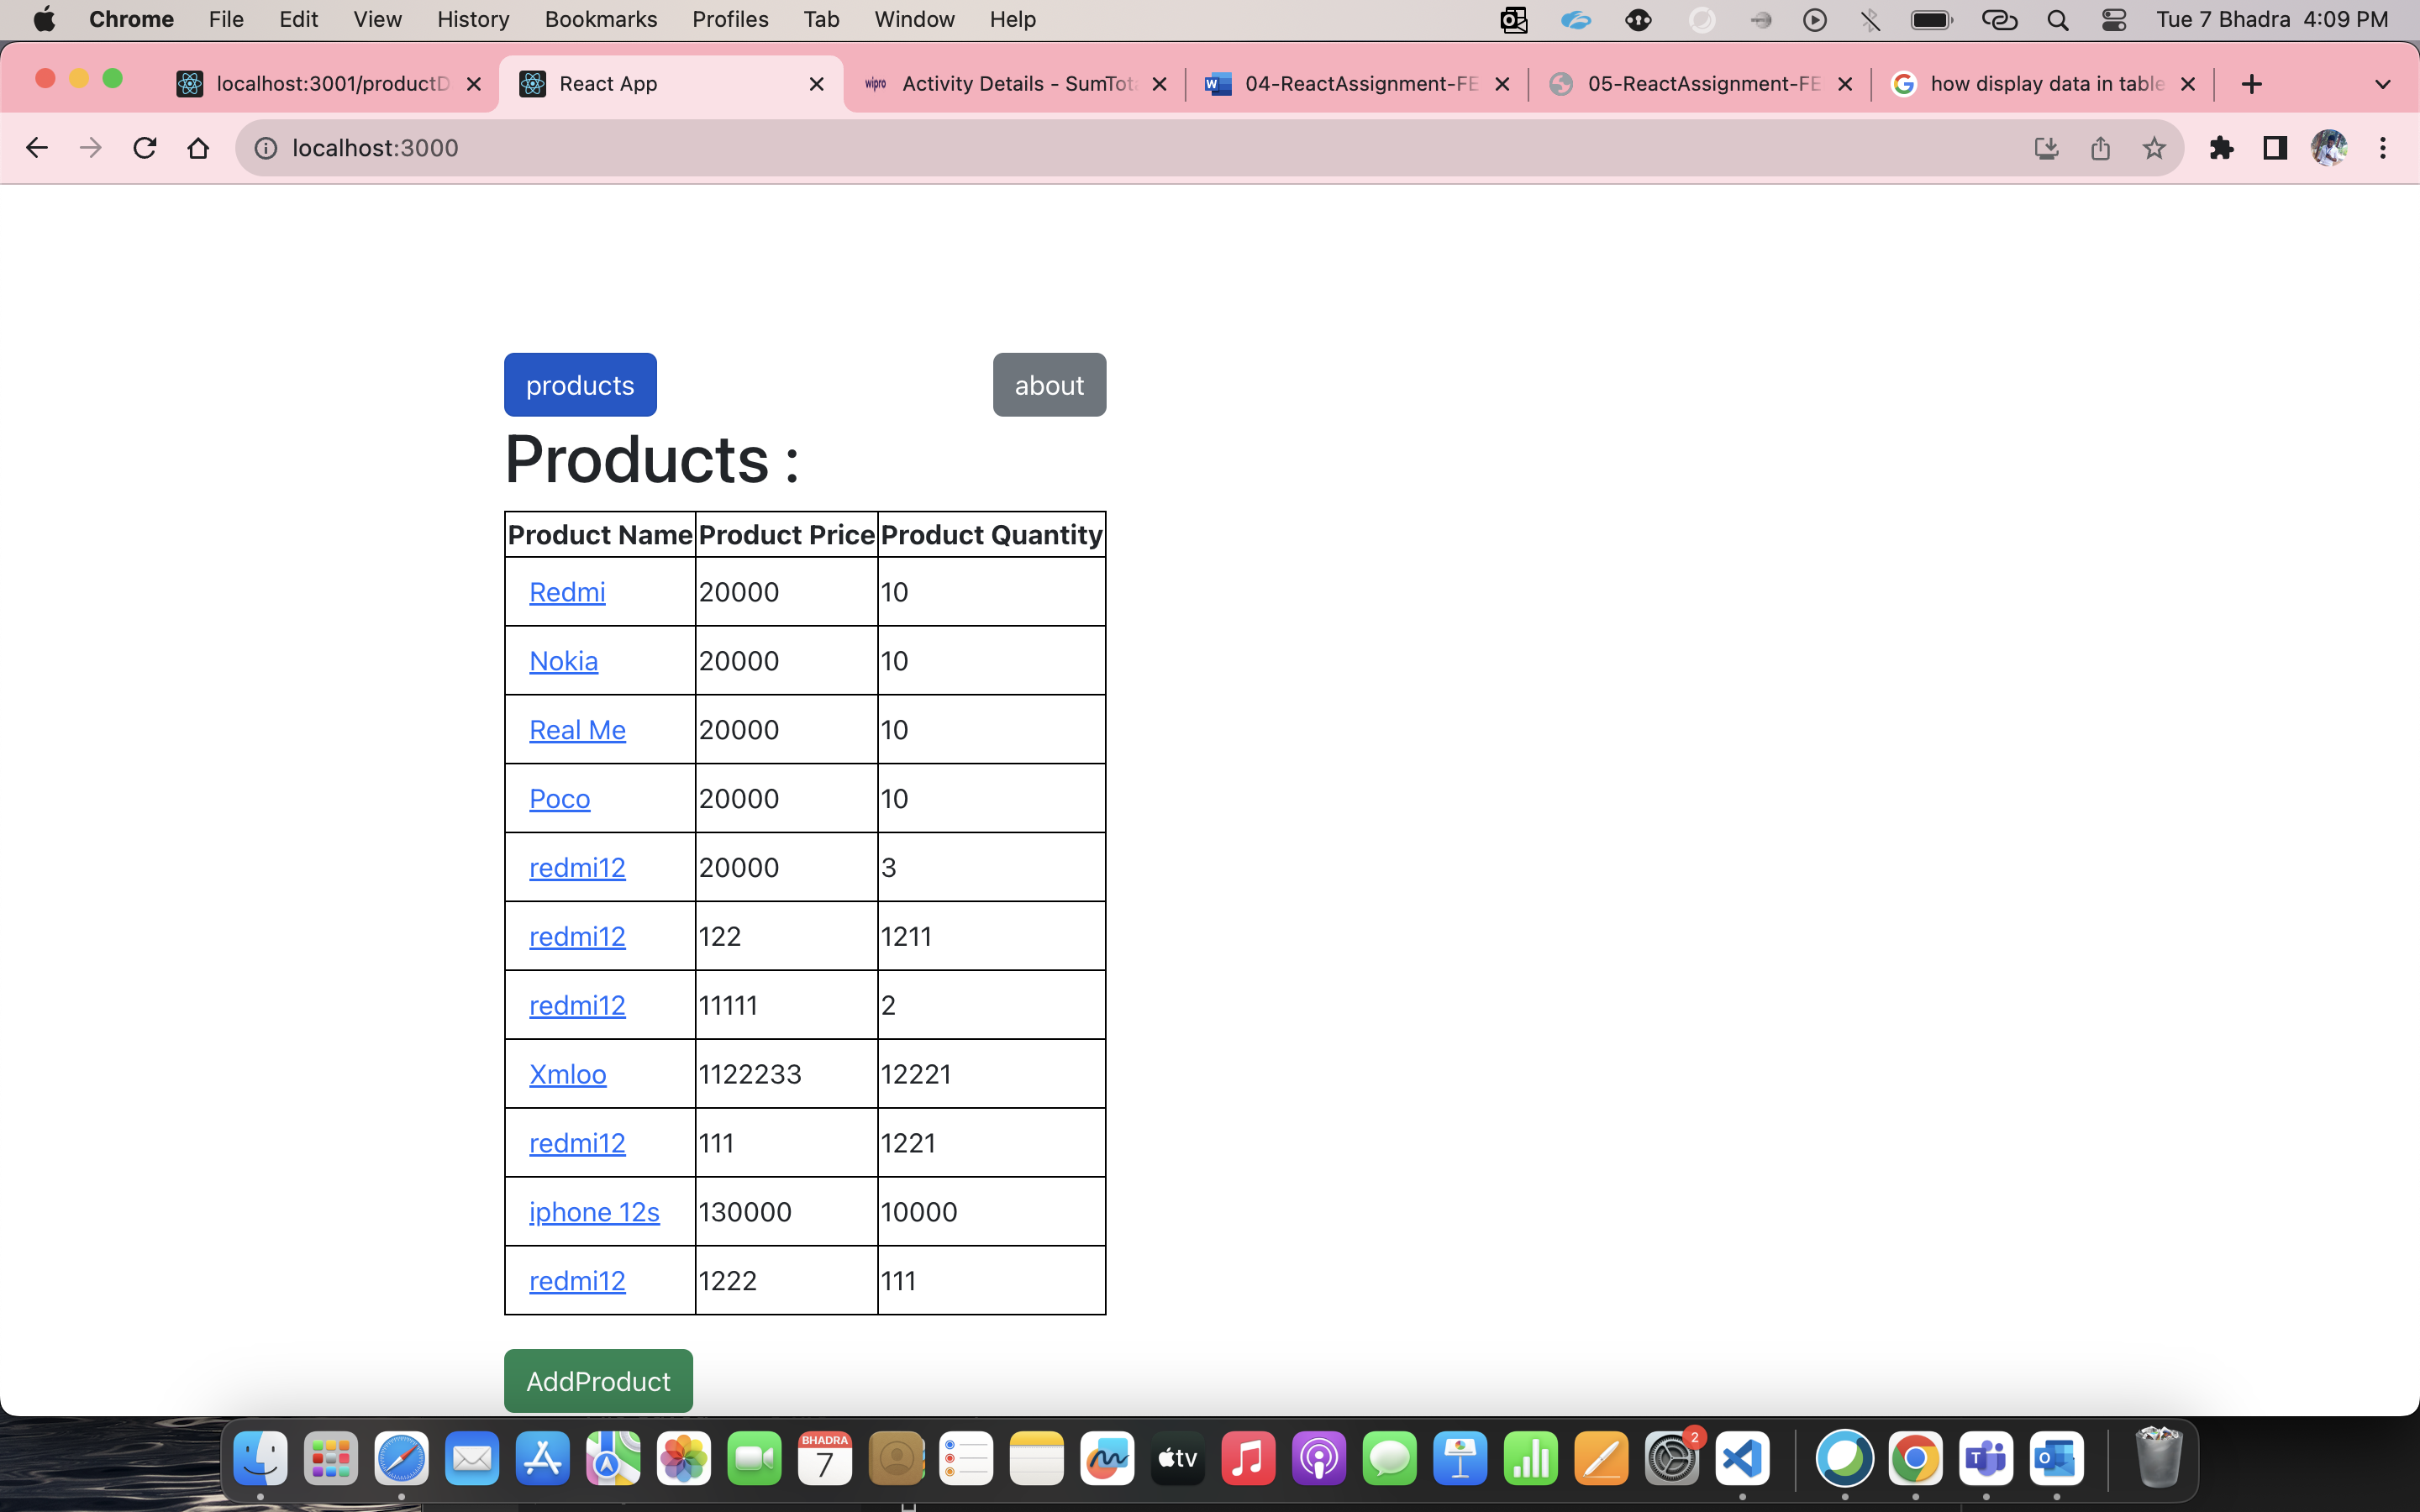 Chrome File Edit View History Bookmarks Profiles Tab Window Help Tue 7 Bhadra 4:09 PM
localhost:3001/productD React App wipro Activity Details - SumTot 04-ReactAssignment-FE 05-ReactAssignment-FE how display data in table
localhost:3000
products about
Products :
Product Name Product Price Product Quantity
Redmi 20000 10
Nokia 20000 10
Real Me 20000 10
Poco 20000 10
redmi12 20000 3
redmi12 122 1211
redmi12 11111 2
Xmloo 1122233 12221
redmi12 111 1221
iphone 12s 130000 10000
redmi12 1222 111
AddProduct
BHADRA
7
tv
2